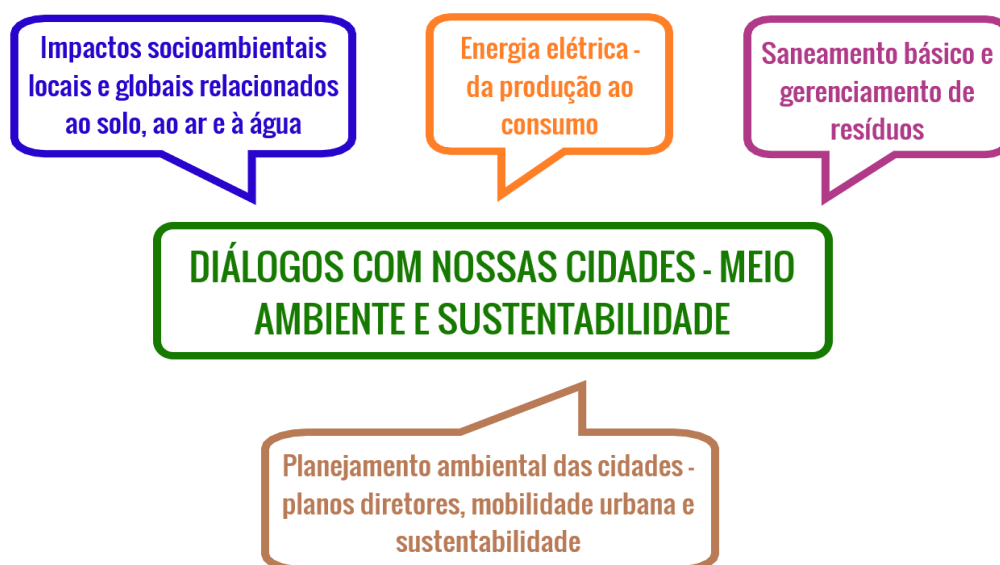 Impactos socioambientais
locais e globais relacionados
ao solo, ao ar e à água
Energia elétrica -
da produção ao
consumo
Saneamento básico e
gerenciamento de
resíduos
DIÁLOGOS COM NOSSAS CIDADES - MEIO
AMBIENTE E SUSTENTABILIDADE
Planejamento ambiental das cidades -
planos diretores, mobilidade urbana e
sustentabilidade